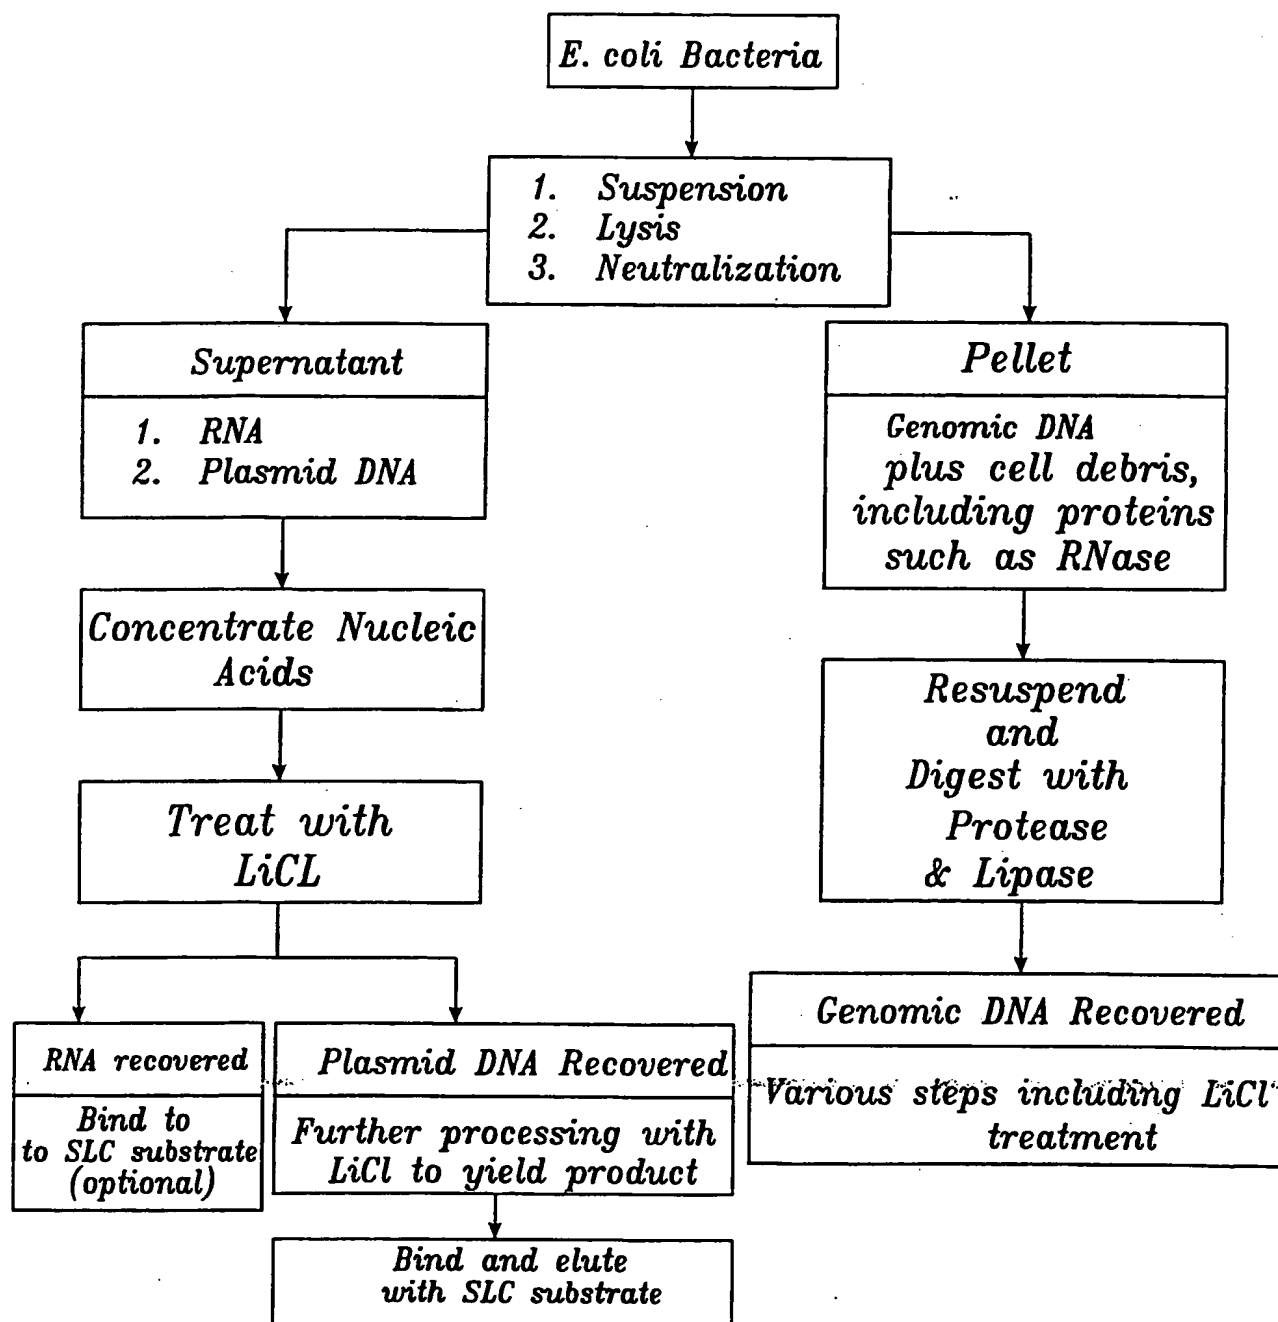 E. coli Bacteria
1. Suspension
2. Lysis
3. Neutralization
Supernatant
1. RNA
2. Plasmid DNA
Concentrate Nucleic
Acids
Treat with
LiCL
RNA recovered
Bind to
to SLC substrate
(optional)
Plasmid DNA Recovered
Further processing with
LiCl to yield product
Bind and elute
with SLC substrate
Pellet
Genomic DNA
plus cell debris,
including proteins
such as RNase
Resuspend
and
Digest with
Protease
& Lipase
Genomic DNA Recovered
Various steps including LiCl
treatment